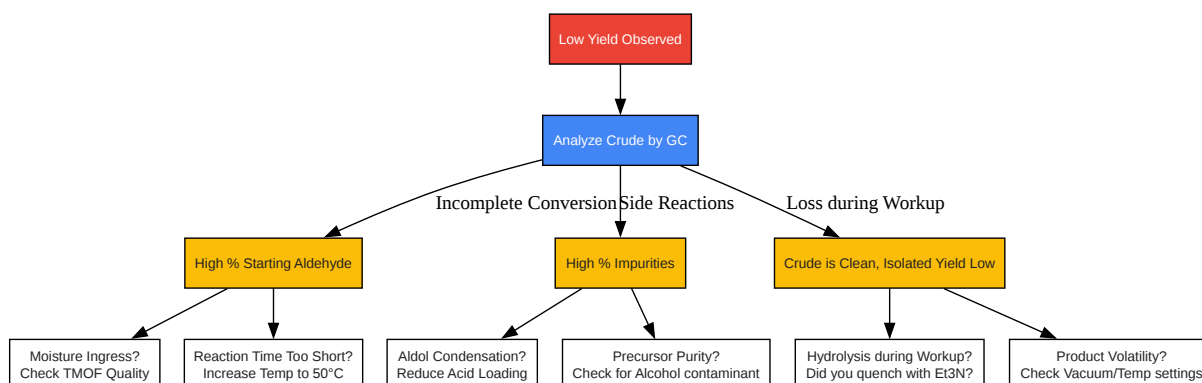 Low Yield Observed
Analyze Crude by GC
Incomplete Conversion
Side Reactions
Loss during Workup
High % Starting Aldehyde
High % Impurities
Crude is Clean, Isolated Yield Low
Moisture Ingress?
Check TMOF Quality
Reaction Time Too Short?
Increase Temp to 50°C
Aldol Condensation?
Reduce Acid Loading
Precursor Purity?
Check for Alcohol contaminant
Hydrolysis during Workup?
Did you quench with Et3N?
Product Volatility?
Check Vacuum/Temp settings